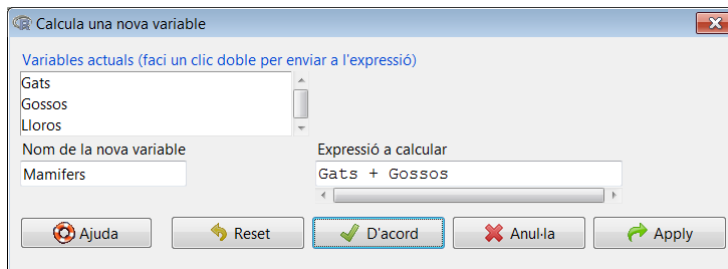 Calcula una nova variable
Variables actuals (faci un clic doble per enviar a l'expressió)
Gats
Gossos
Lloros
Nom de la nova variable
Expressió a calcular
Mamifers
Gats + Gossos
Ajuda
Reset
D'acord
Anul·la
Apply